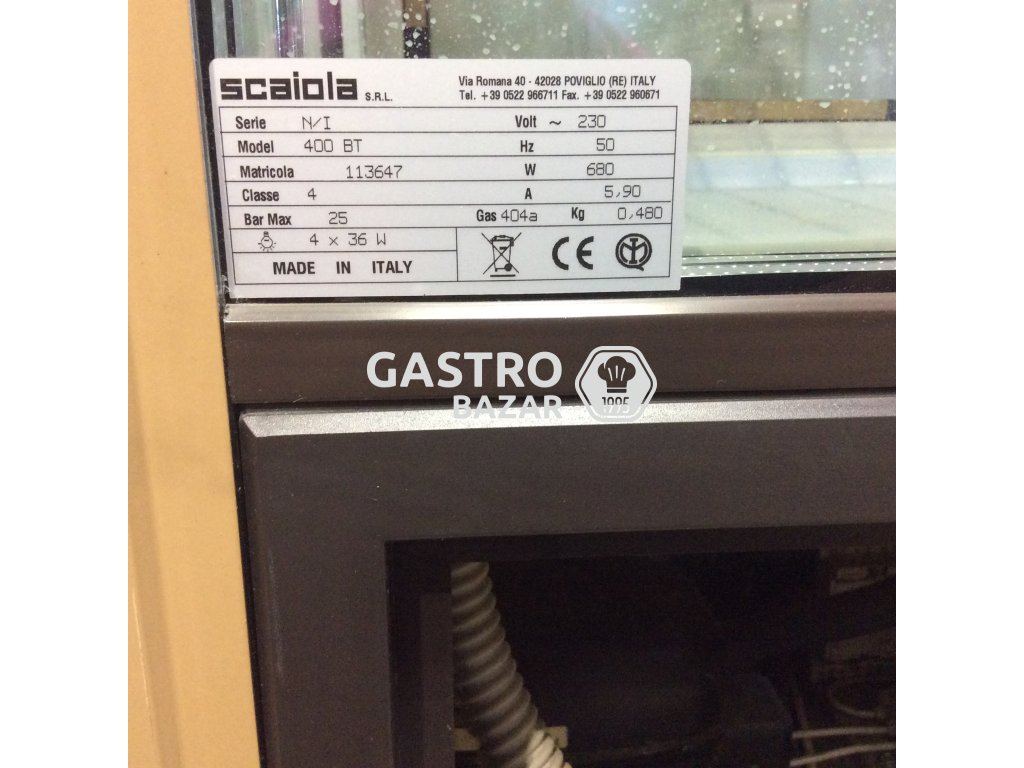 scaiola S.R.L.
Via Romana 40 - 42028 POVIGLIO (RE) ITALY
Tel. +39 0522 966711 Fax. +39 0522 960671
Serie N/I Volt ~ 230
Model 400 BT Hz 50
Matricola 113647 W 680
Classe 4 A 5,90
Bar Max 25 Gas 404a Kg 0,480
4 x 36 W
MADE IN ITALY
CE
GASTRO
BAZAR
1995